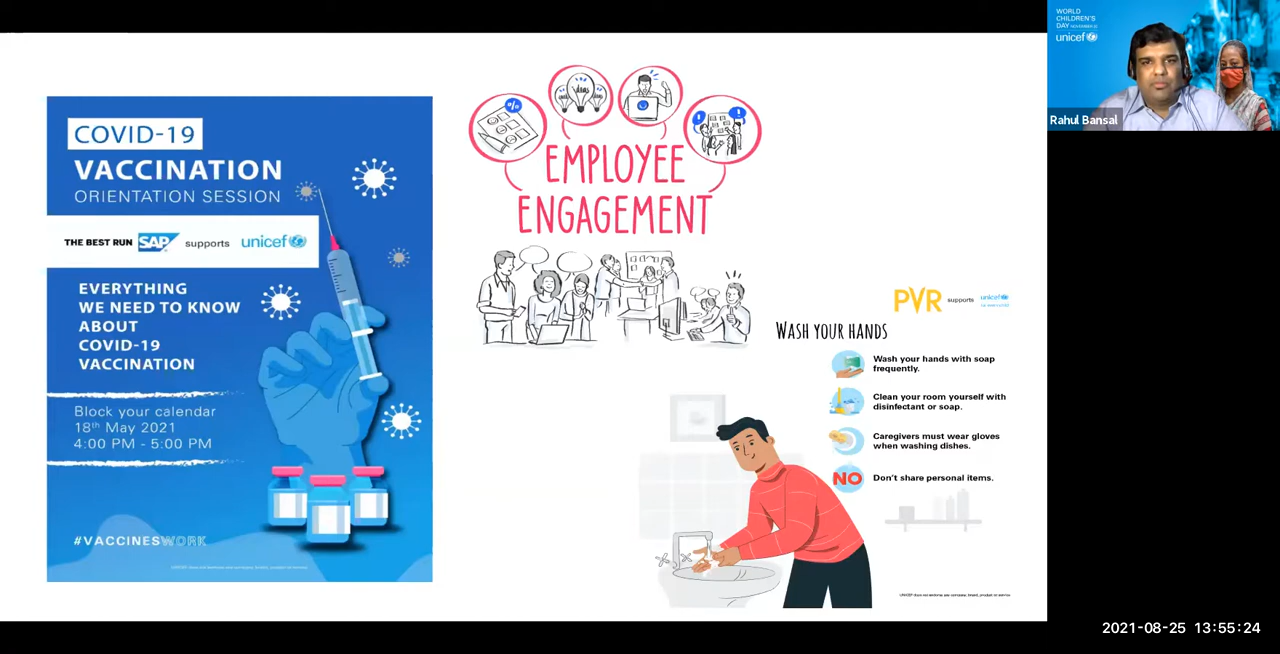 COVID-19
VACCINATION
ORIENTATION SESSION
THE BEST RUN SAP supports unicef
EVERYTHING
WE NEED TO KNOW
ABOUT
COVID-19
VACCINATION
Block your calendar
18th May 2021
4:00 PM - 5:00 PM
#VACCINESWORK
EMPLOYEE
ENGAGEMENT
%
ideas
PVR supports unicef
WASH YOUR HANDS
Wash your hands with soap
frequently.
Clean your room yourself with
disinfectant or soap.
Caregivers must wear gloves
when washing dishes.
NO Don't share personal items.
WORLD
CHILDREN'S
DAY
unicef
Rahul Bansal
2021-08-25 13:55:24